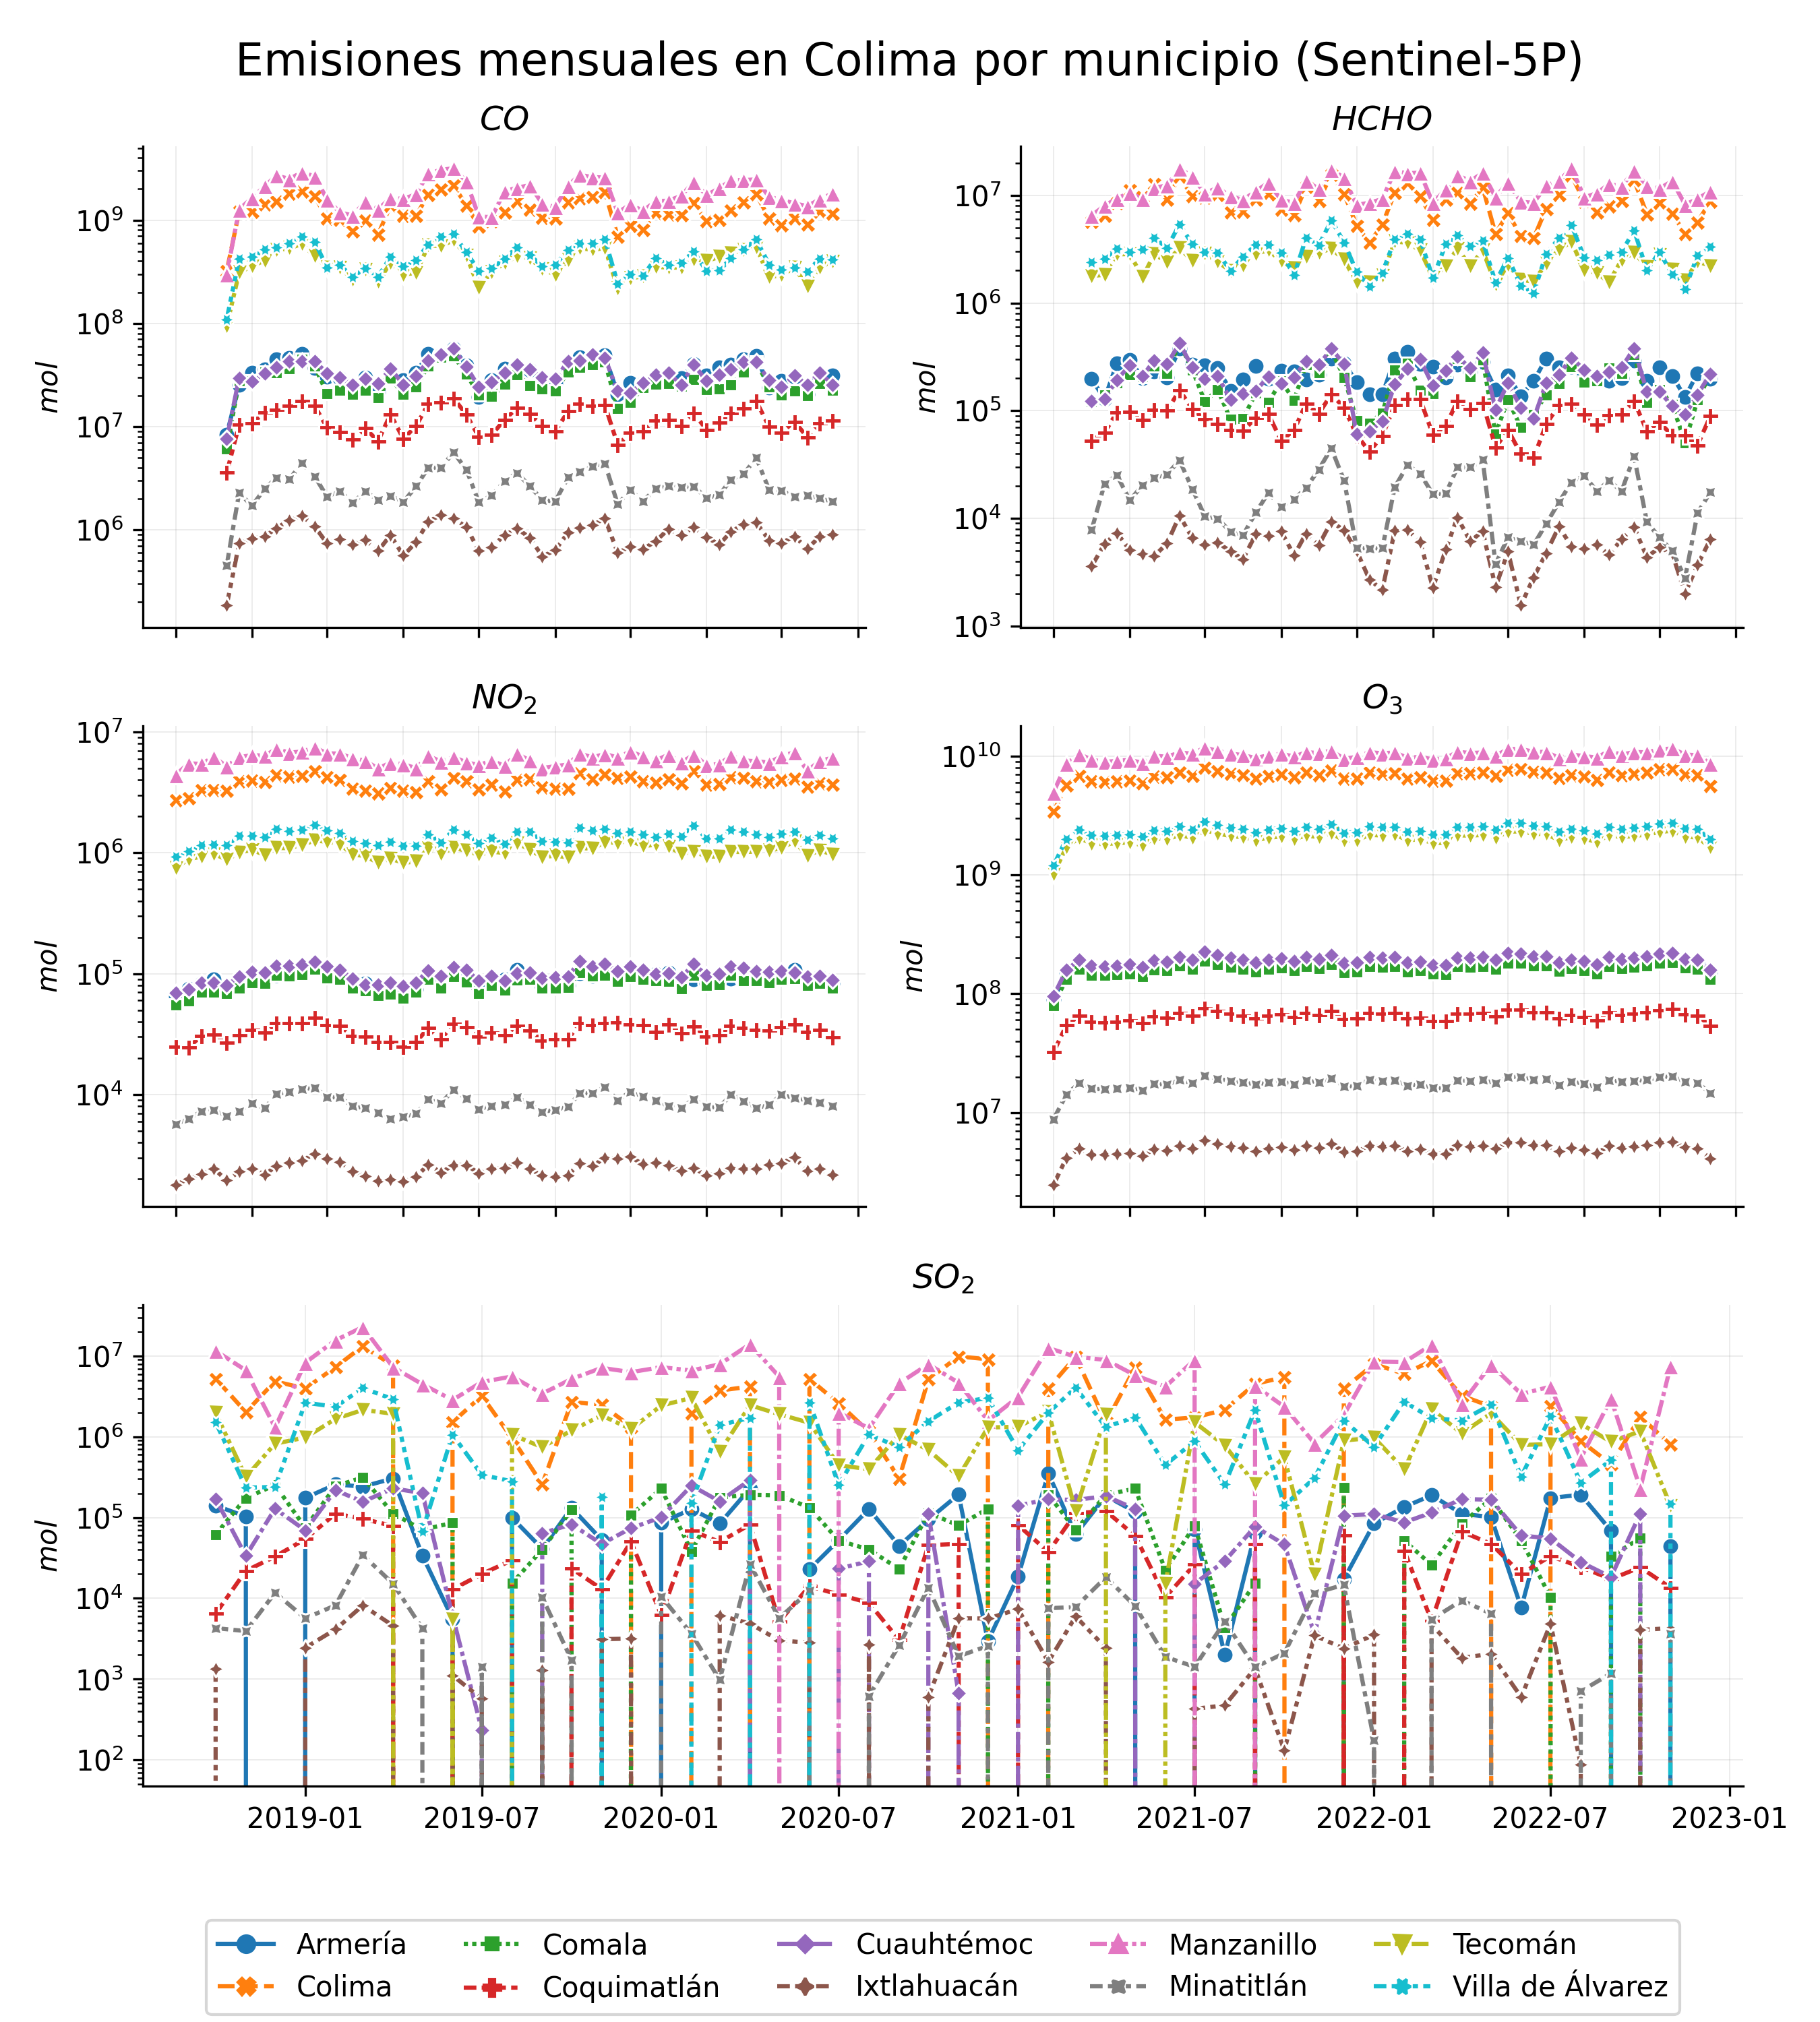 Emisiones mensuales en Colima por municipio (Sentinel-5P)
CO
mol
10⁹
10⁸
10⁷
10⁶
HCHO
mol
10⁷
10⁶
10⁵
10⁴
10³
NO₂
mol
10⁷
10⁶
10⁵
10⁴
O₃
mol
10¹⁰
10⁹
10⁸
10⁷
SO₂
mol
10⁷
10⁶
10⁵
10⁴
10³
10²
2019-01 2019-07 2020-01 2020-07 2021-01 2021-07 2022-01 2022-07 2023-01
Armería Comala Cuauhtémoc Manzanillo Tecomán
Colima Coquimatlán Ixtlahuacán Minatitlán Villa de Álvarez